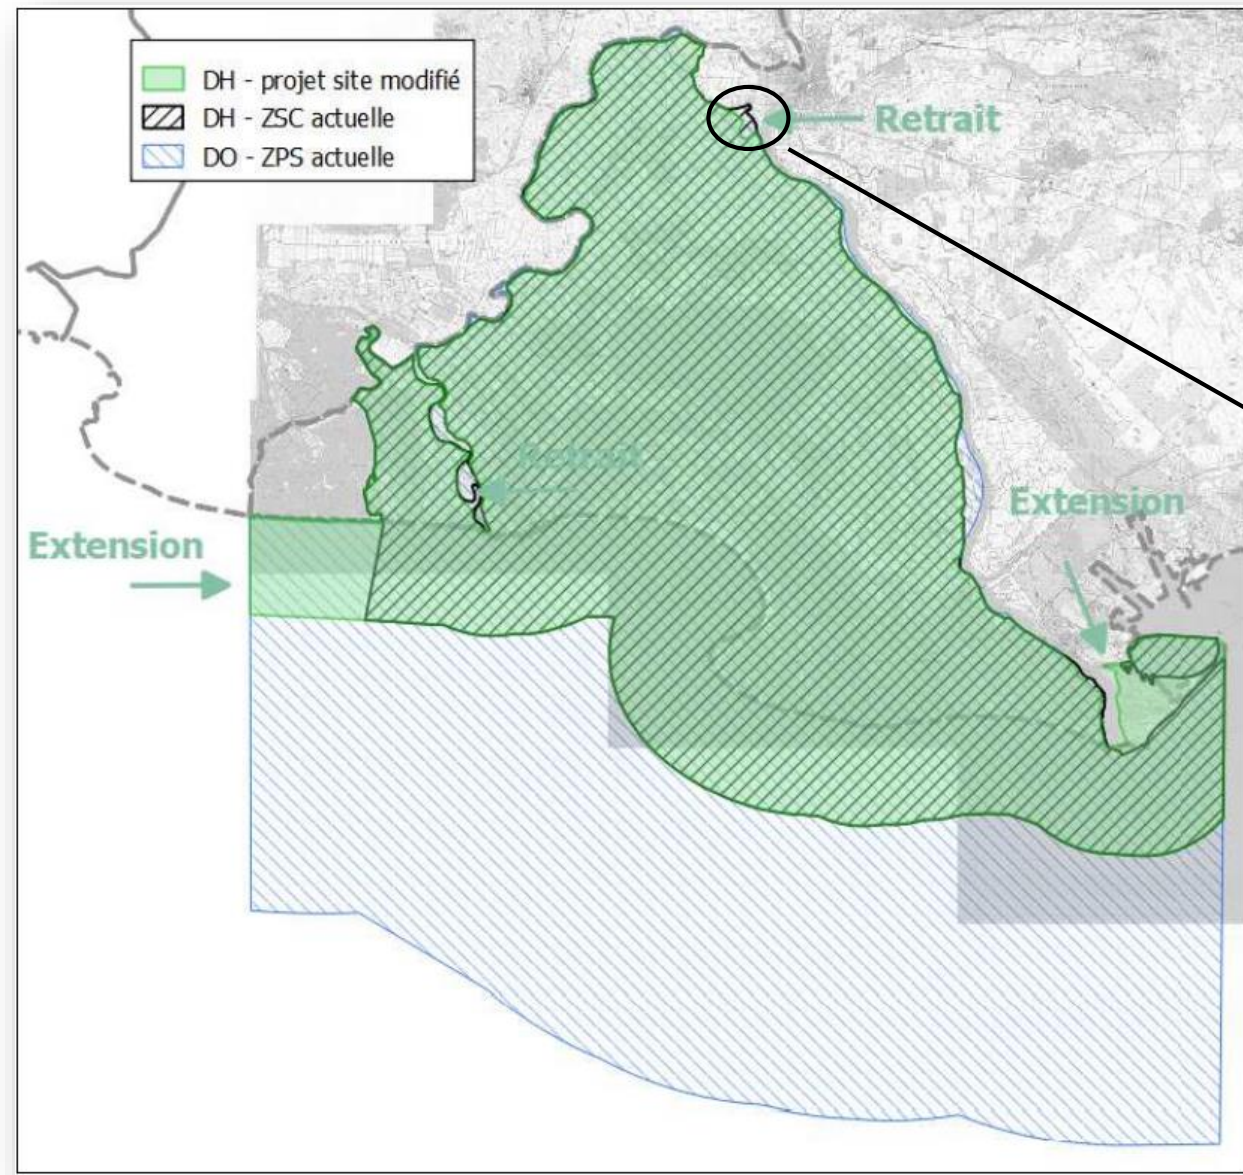 DH - projet site modifié
DH - ZSC actuelle
DO - ZPS actuelle
Retrait
Retrait
Extension
Extension